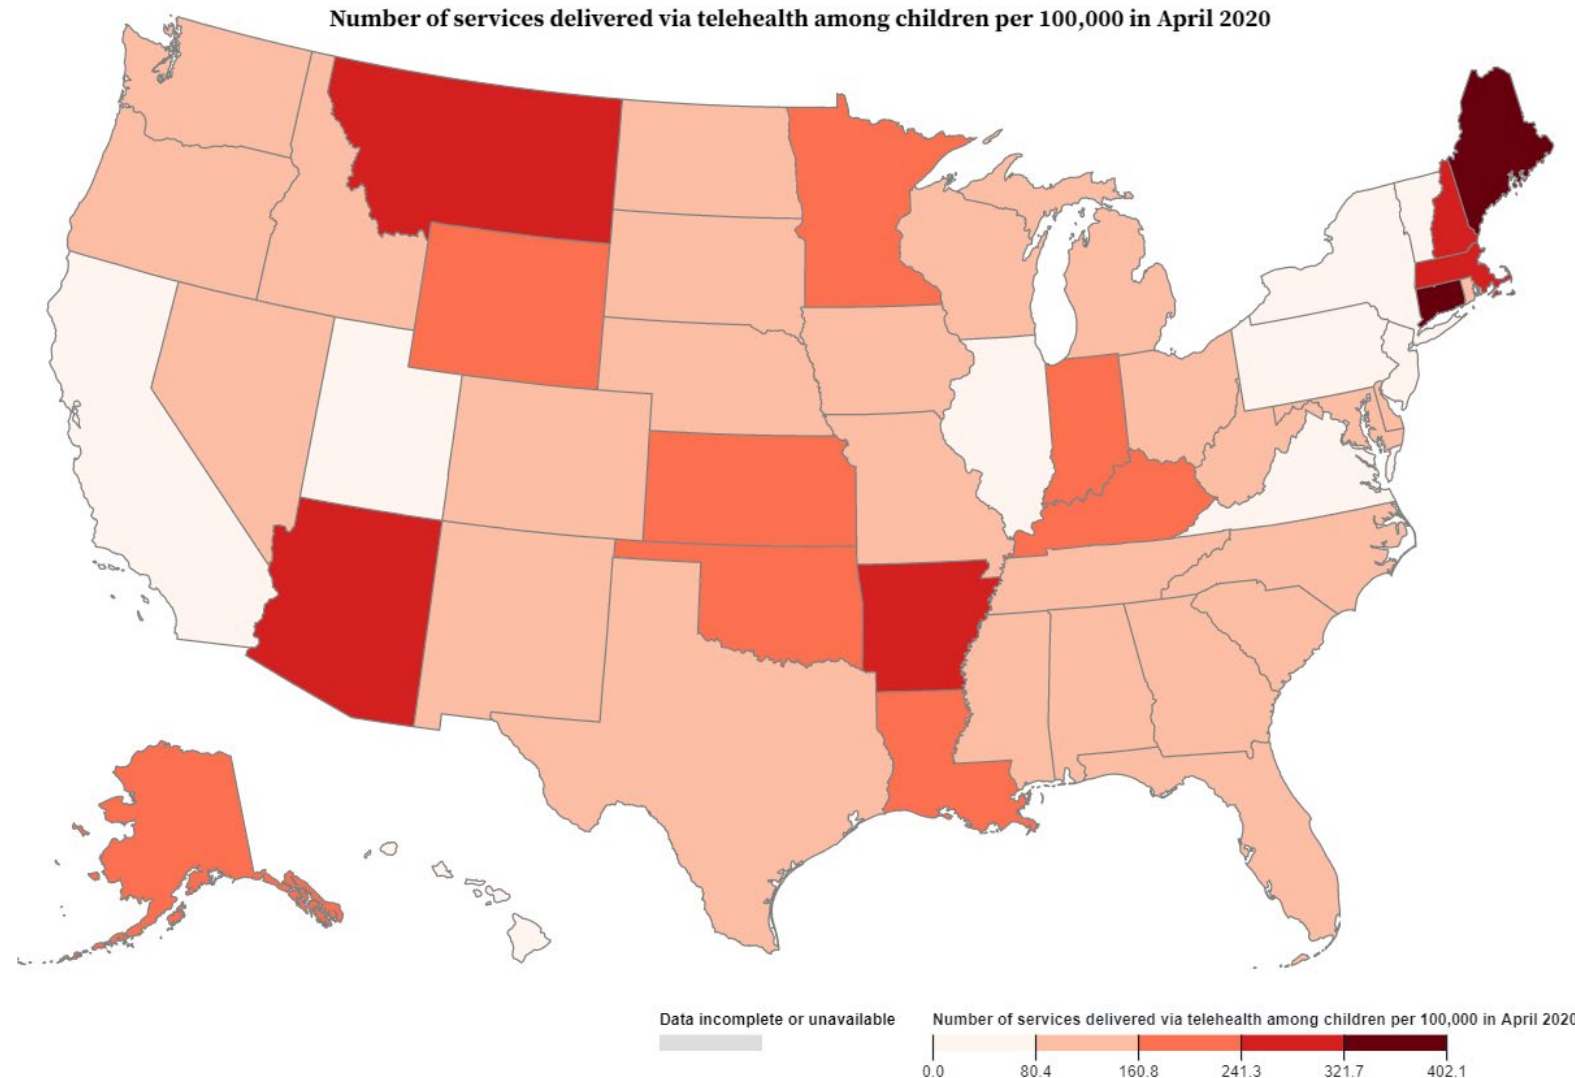 Number of services delivered via telehealth among children per 100,000 in April 2020
Data incomplete or unavailable
Number of services delivered via telehealth among children per 100,000 in April 2020
0.0 80.4 160.8 241.3 321.7 402.1